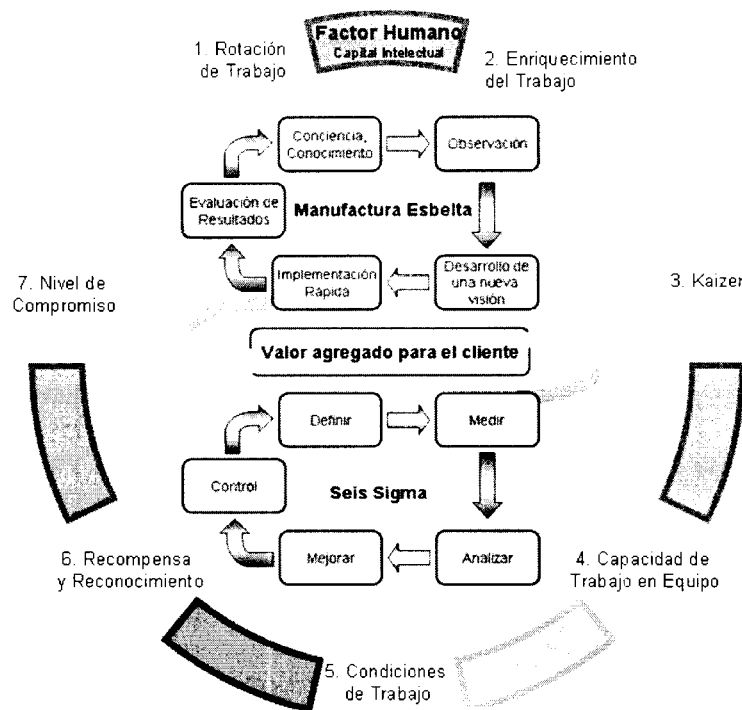 Factor Humano
Capital Intelectual
1. Rotación
de Trabajo
2. Enriquecimiento
del Trabajo
Conciencia,
Conocimiento
Observación
Evaluación de
Resultados
Manufactura Esbelta
Implementación
Rápida
Desarrollo de
una nueva
visión
7. Nivel de
Compromiso
3. Kaizen
Valor agregado para el cliente
Definir
Medir
Control
Seis Sigma
Mejorar
Analizar
6. Recompensa
y Reconocimiento
4. Capacidad de
Trabajo en Equipo
5. Condiciones
de Trabajo